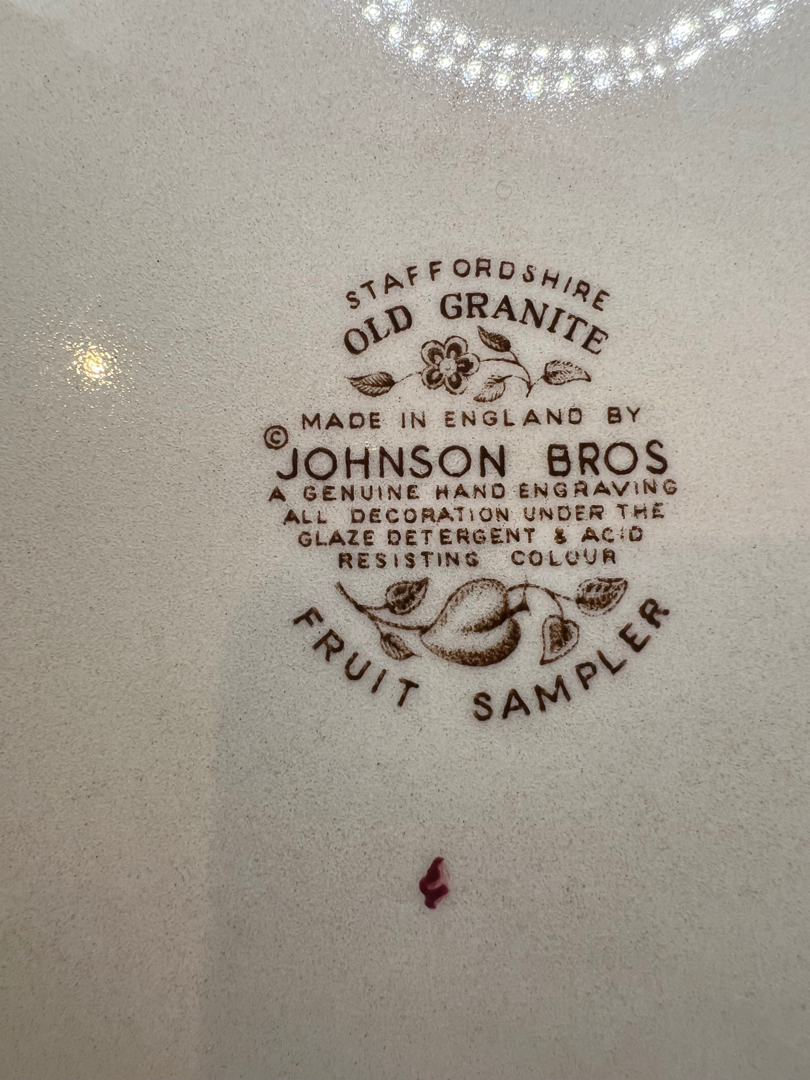 STAFFORDSHIRE
OLD GRANITE
MADE IN ENGLAND BY
© JOHNSON BROS
A GENUINE HAND ENGRAVING
ALL DECORATION UNDER THE
GLAZE DETERGENT & ACID
RESISTING COLOUR
FRUIT SAMPLER